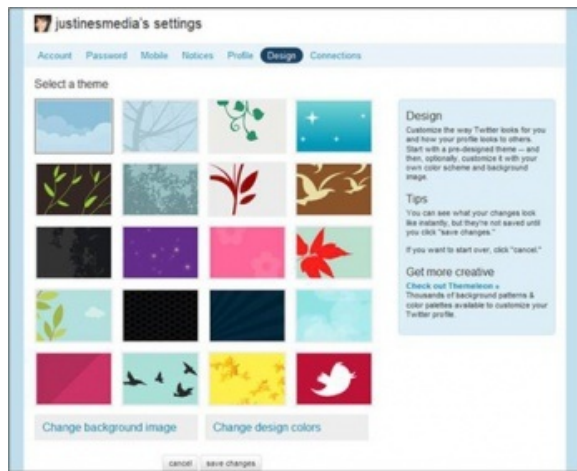 justinesmedia's settings
Account Password Mobile Notices Profile Design Connections
Select a theme
Design
Customize the way Twitter looks for you
and how your profile looks to others.
Start with a pre-designed theme -- and
then, optionally, customize it with your
own color scheme and background
image.
Tips
You can see what your changes look
like instantly, but they're not saved until
you click "save changes."
If you want to start over, click "cancel."
Get more creative
Check out Themeleon »
Thousands of background patterns &
color palettes available to customize your
Twitter profile.
Change background image
Change design colors
cancel save changes